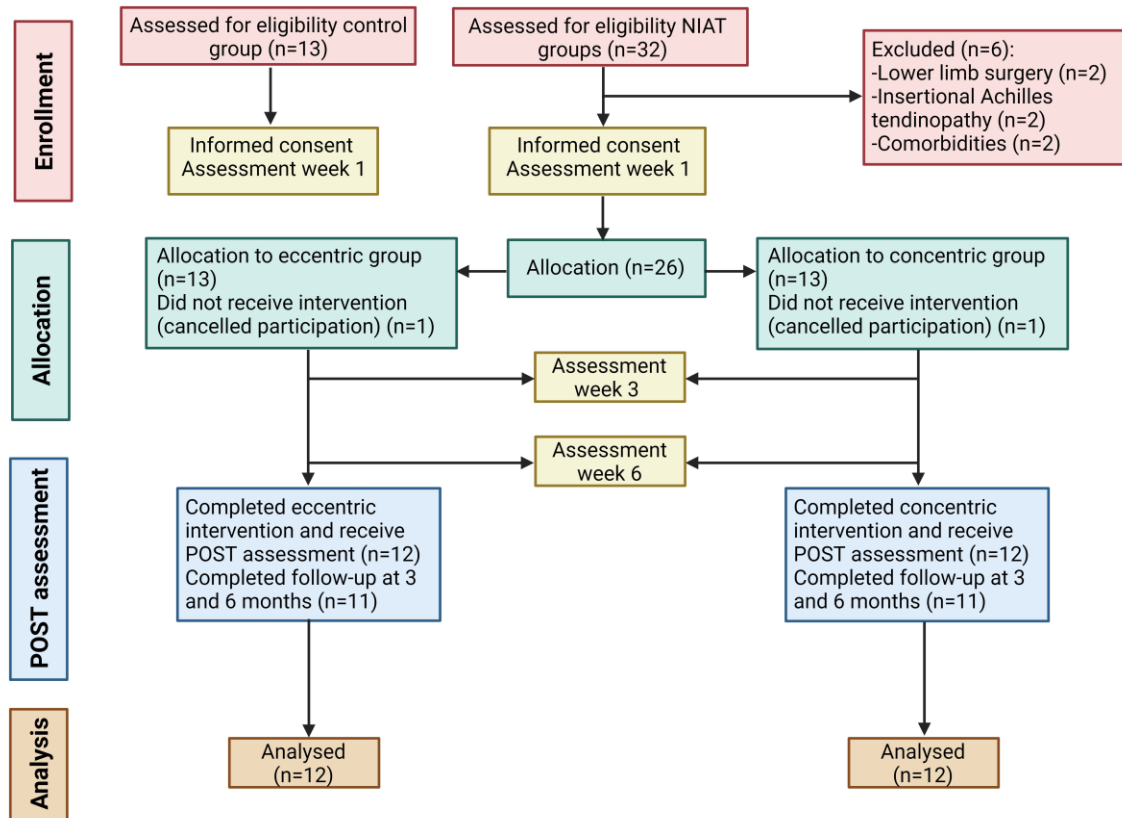 Enrollment
Assessed for eligibility control
group (n=13)
Assessed for eligibility NIAT
groups (n=32)
Excluded (n=6):
-Lower limb surgery (n=2)
-Insertional Achilles
tendinopathy (n=2)
-Comorbidities (n=2)
Informed consent
Assessment week 1
Informed consent
Assessment week 1
Allocation
Allocation to eccentric group
(n=13)
Did not receive intervention
(cancelled participation) (n=1)
Allocation (n=26)
Allocation to concentric group
(n=13)
Did not receive intervention
(cancelled participation) (n=1)
Assessment
week 3
Assessment
week 6
POST assessment
Completed eccentric
intervention and receive
POST assessment (n=12)
Completed follow-up at 3
and 6 months (n=11)
Completed concentric
intervention and receive
POST assessment (n=12)
Completed follow-up at 3
and 6 months (n=11)
Analysis
Analysed
(n=12)
Analysed
(n=12)